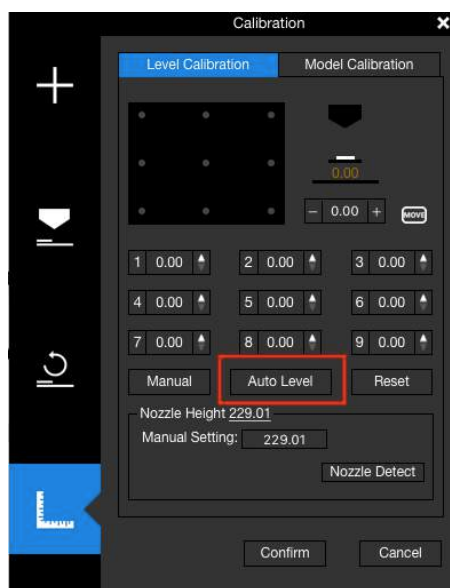 Calibration
Level Calibration Model Calibration
0.00
- 0.00 + MOVE
1 0.00 2 0.00 3 0.00
4 0.00 5 0.00 6 0.00
7 0.00 8 0.00 9 0.00
Manual Auto Level Reset
Nozzle Height 229.01
Manual Setting: 229.01
Nozzle Detect
Confirm Cancel